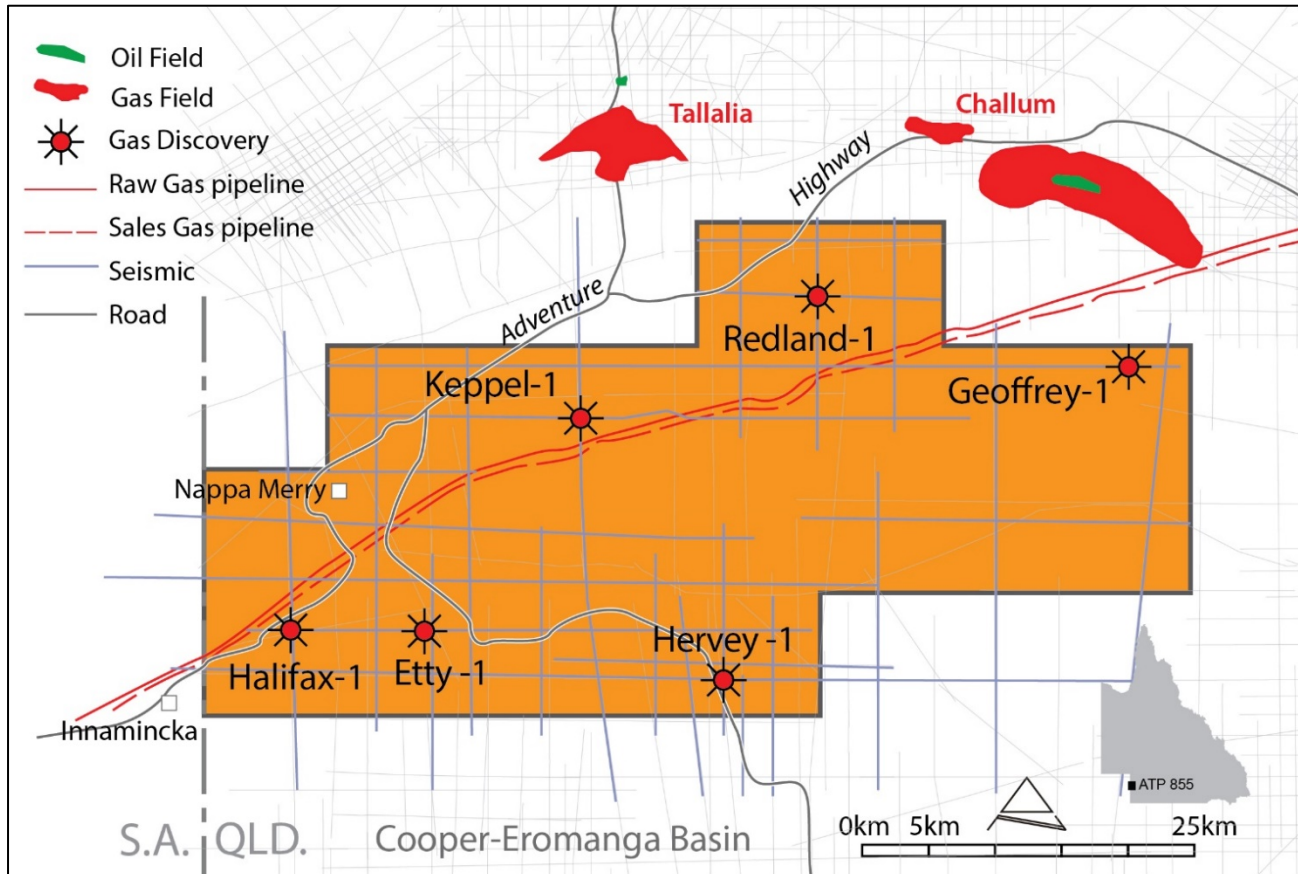 Oil Field
Gas Field
Gas Discovery
Raw Gas pipeline
Sales Gas pipeline
Seismic
Road
Tallalia
Challum
Highway
Adventure
Redland-1
Keppel-1
Geoffrey-1
Nappa Merry
Hervey -1
Halifax-1
Etty -1
Innamincka
ATP 855
0km 5km 25km
S.A. QLD. Cooper-Eromanga Basin